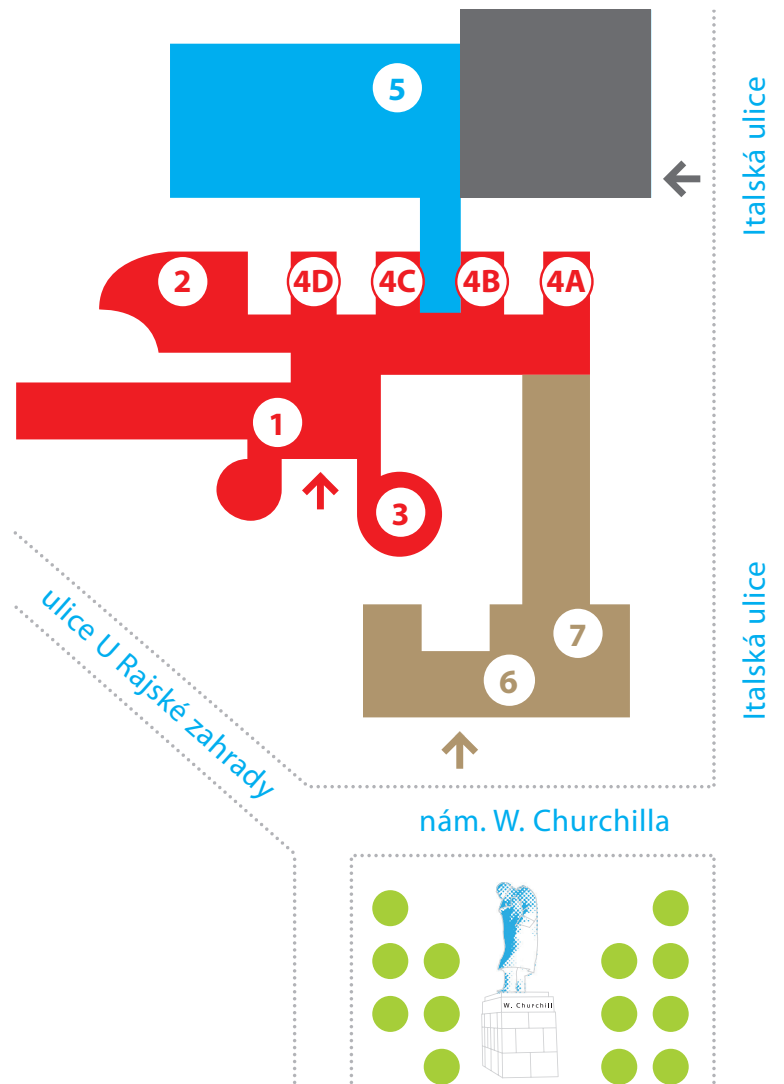 5
Italská ulice
2
4D
4C
4B
4A
1
3
ulice U Rajské zahrady
7
6
Italská ulice
nám. W. Churchilla
W. Churchill